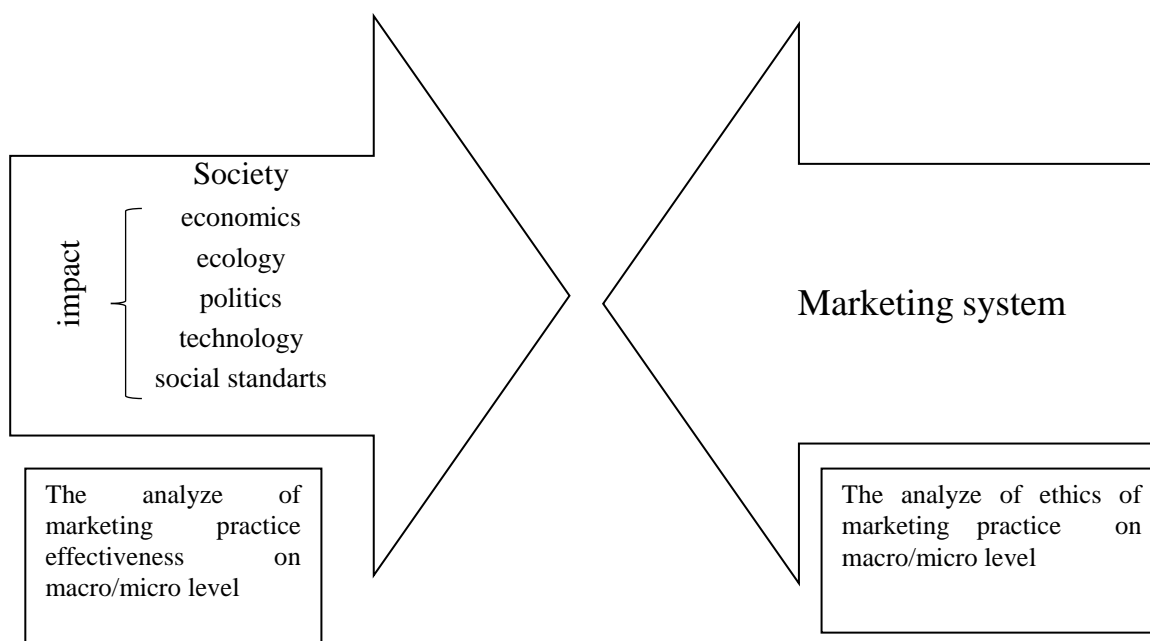 Society
impact
economics
ecology
politics
technology
social standarts
Marketing system
The analyze of
marketing practice
effectiveness on
macro/micro level
The analyze of ethics of
marketing practice on
macro/micro level